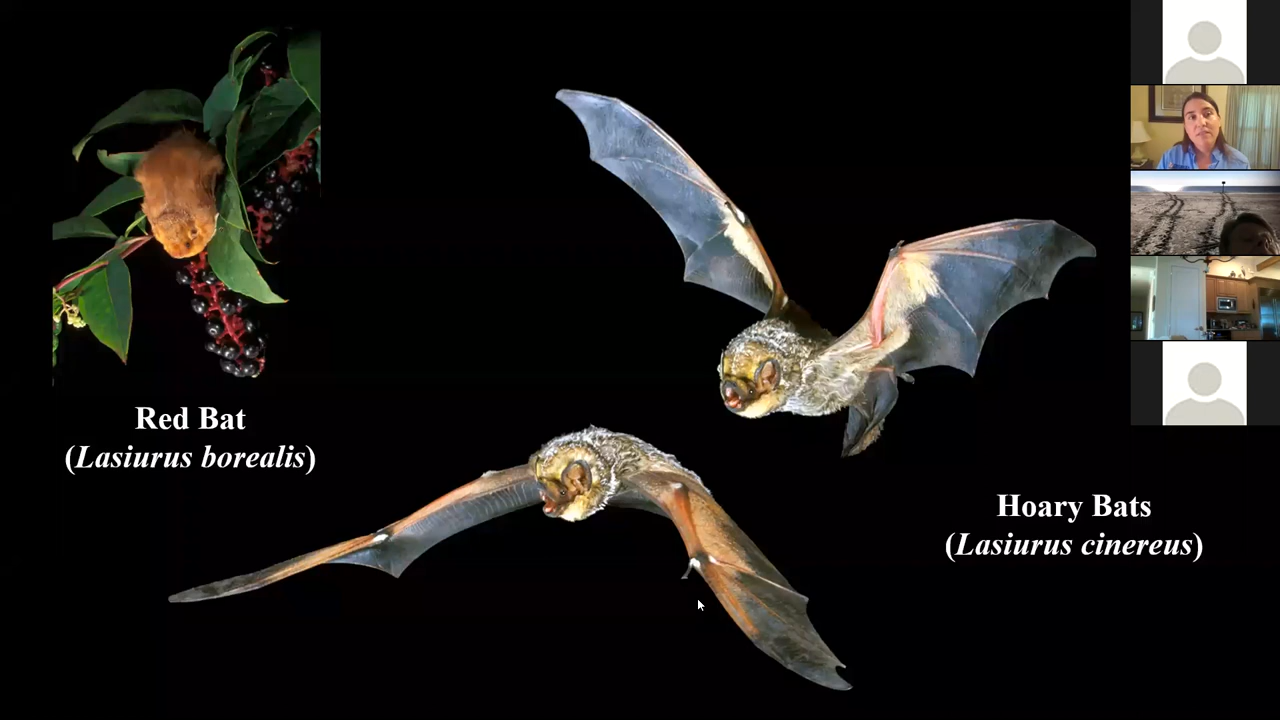 Red Bat
(Lasiurus borealis)
Hoary Bats
(Lasiurus cinereus)